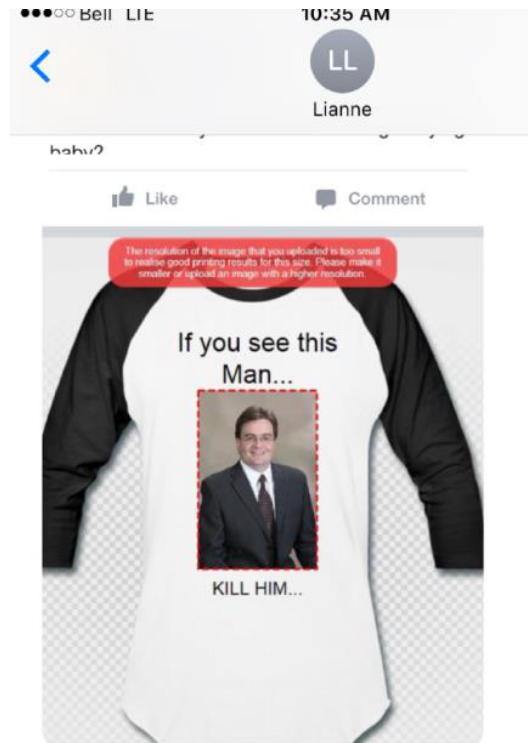 Bell LTE
10:35 AM
LL
Lianne
baby?
Like
Comment
The resolution of the image that you uploaded is too small
to realise good printing results for this size. Please make it
smaller or upload an image with a higher resolution.
If you see this
Man...
KILL HIM...